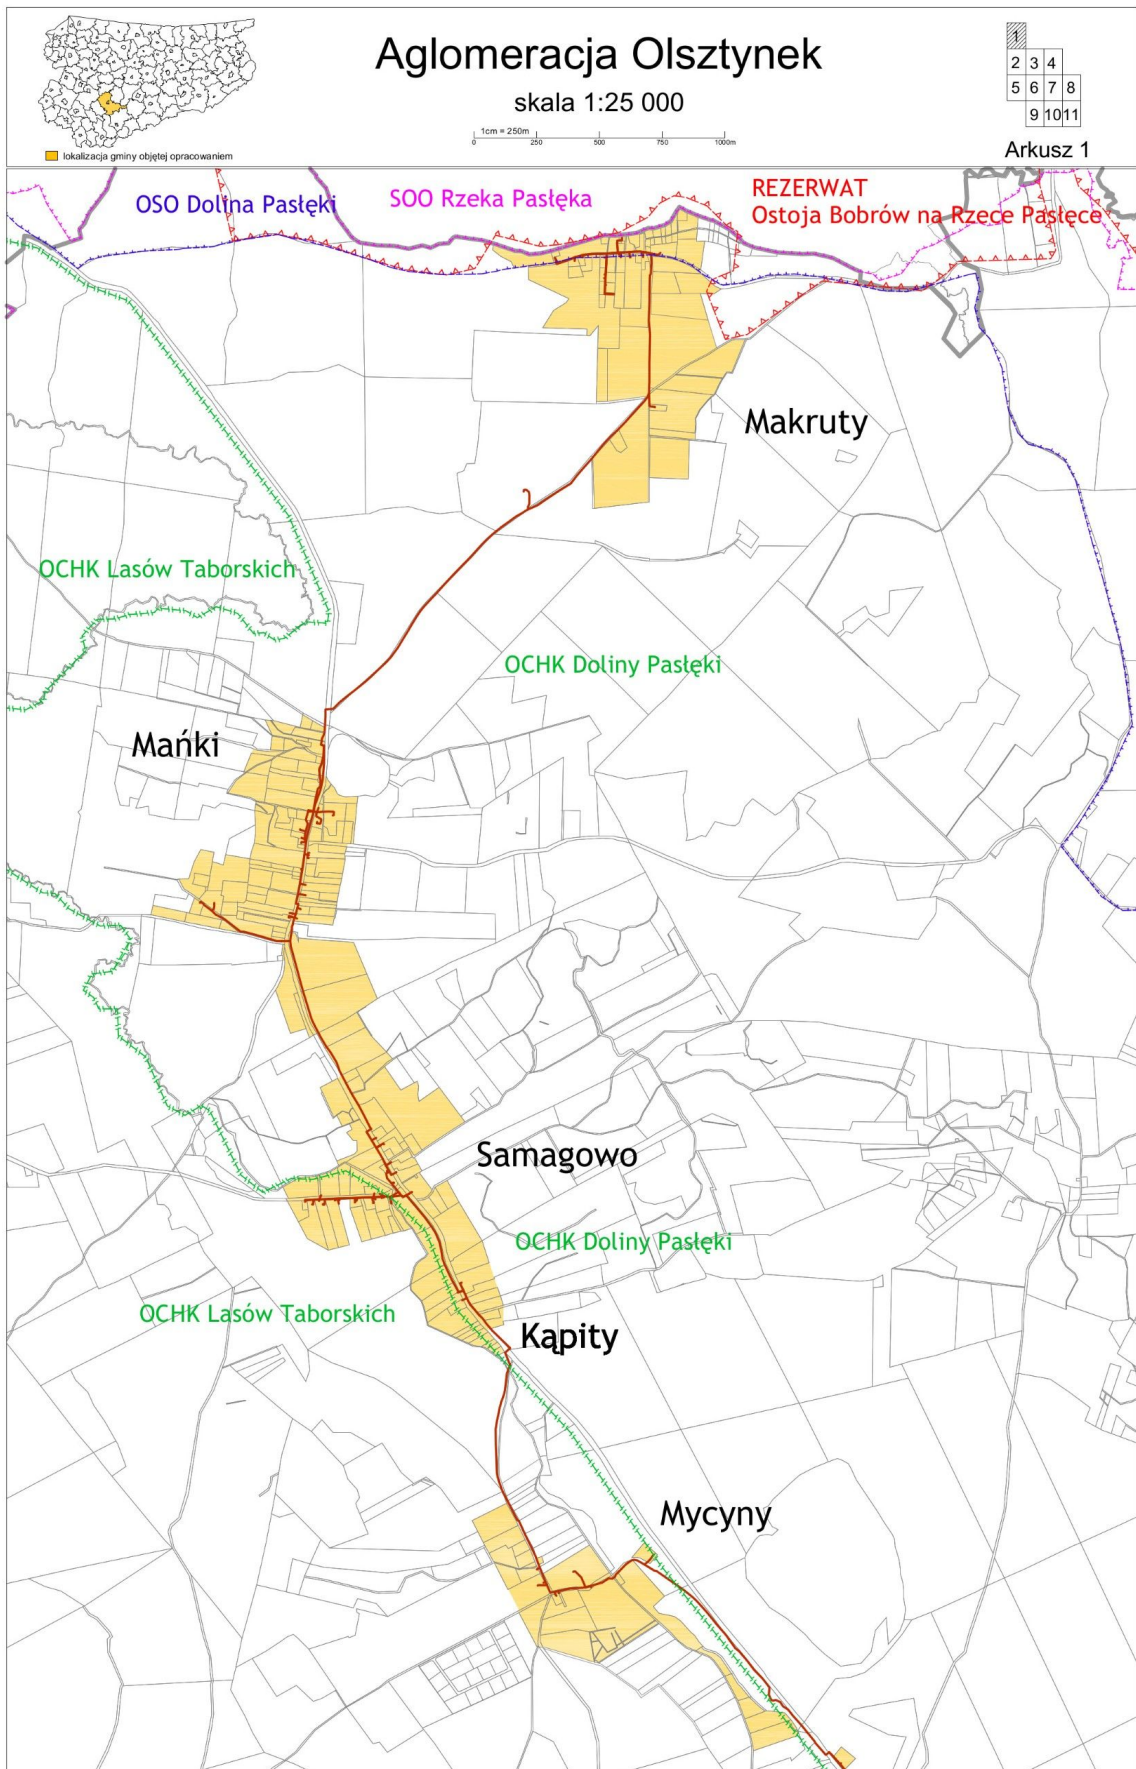 Aglomeracja Olsztynek
skala 1:25 000
1cm = 250m
0 250 500 750 1000m
lokalizacja gminy objętej opracowaniem
1
2 3 4
5 6 7 8
9 10 11
Arkusz 1
OSO Dolina Pasłęki
SOO Rzeka Pasłęka
REZERWAT
Ostoja Bobrów na Rzece Pasłęce
Makruty
OCHK Lasów Taborskich
OCHK Doliny Pasłęki
Mańki
Samagowo
OCHK Doliny Pasłęki
OCHK Lasów Taborskich
Kąpity
Mycyny